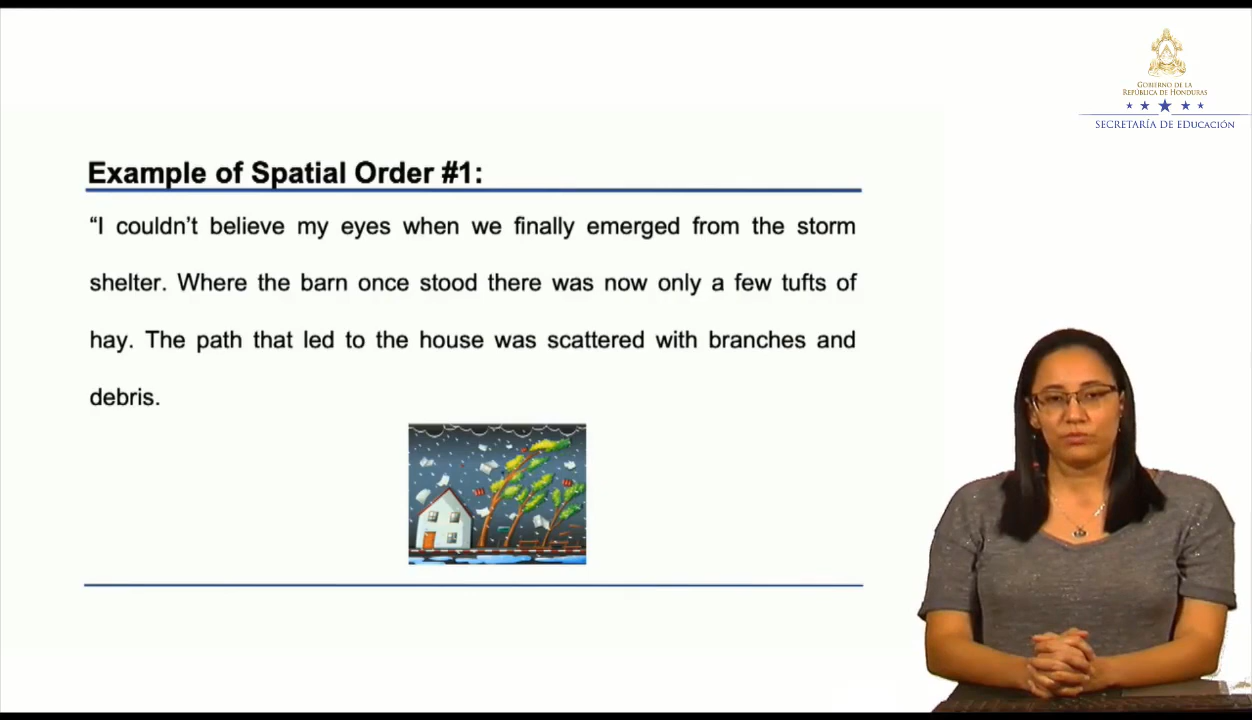 GOBIERNO DE LA
REPÚBLICA DE HONDURAS
SECRETARÍA DE EDUCACIÓN
Example of Spatial Order #1:
“I couldn’t believe my eyes when we finally emerged from the storm
shelter. Where the barn once stood there was now only a few tufts of
hay. The path that led to the house was scattered with branches and
debris.